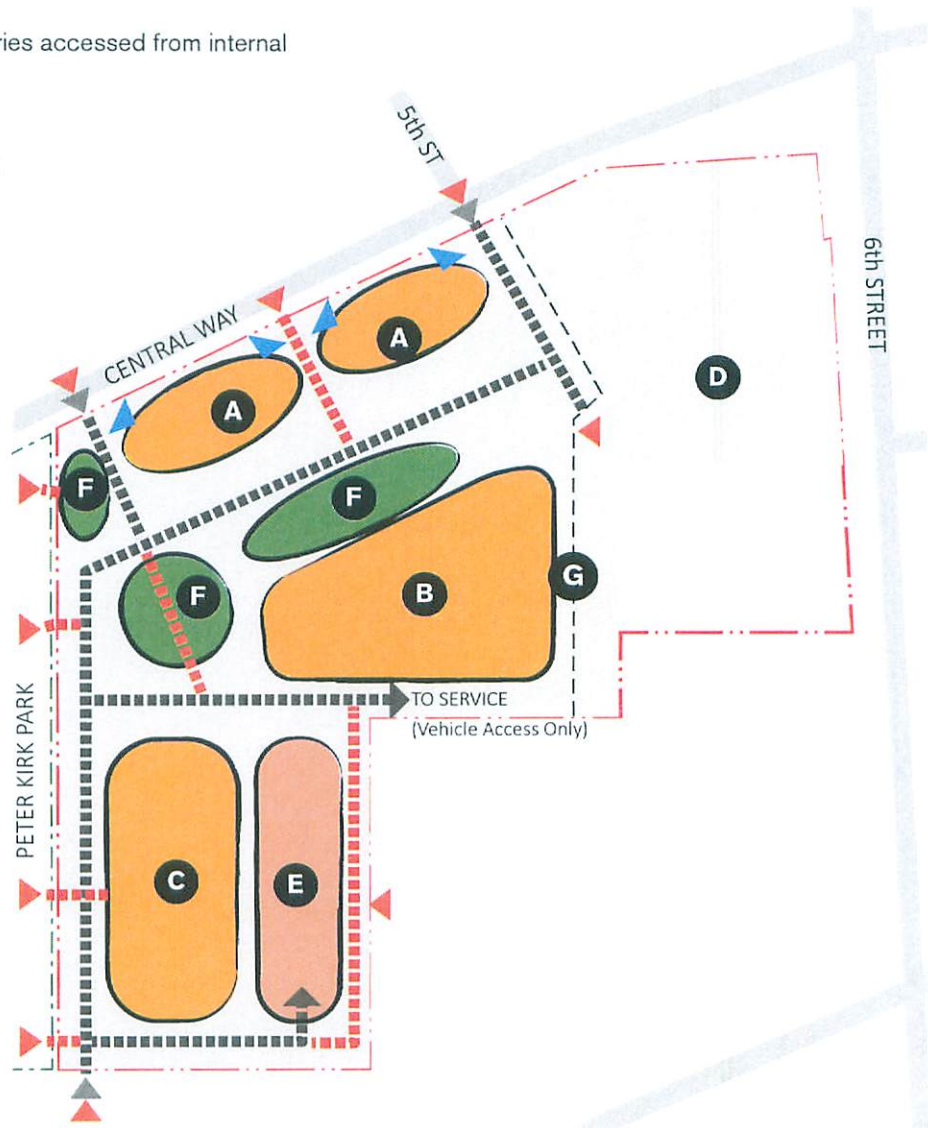 ries accessed from internal
5th ST
6th STREET
CENTRAL WAY
D
A
A
F
F
G
F
B
TO SERVICE
(Vehicle Access Only)
PETER KIRK PARK
C
E